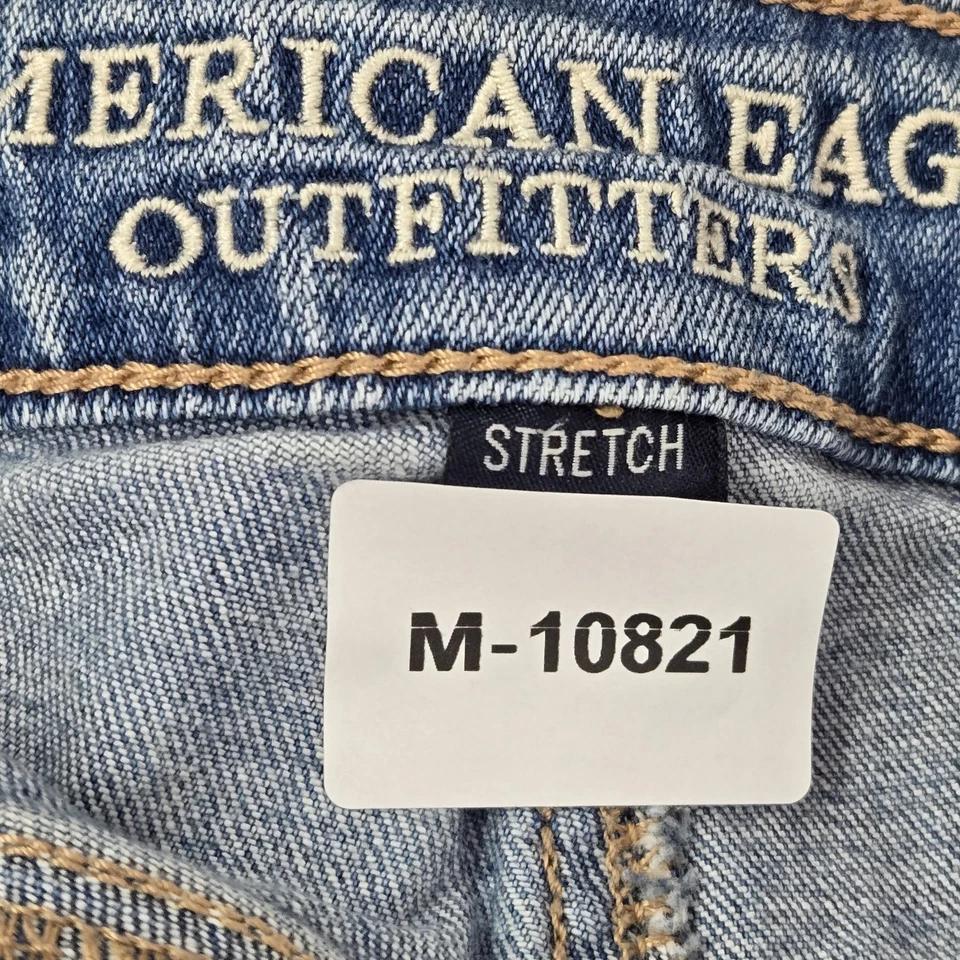 MERICAN EAG
OUTFITTERS
STRETCH
M-10821